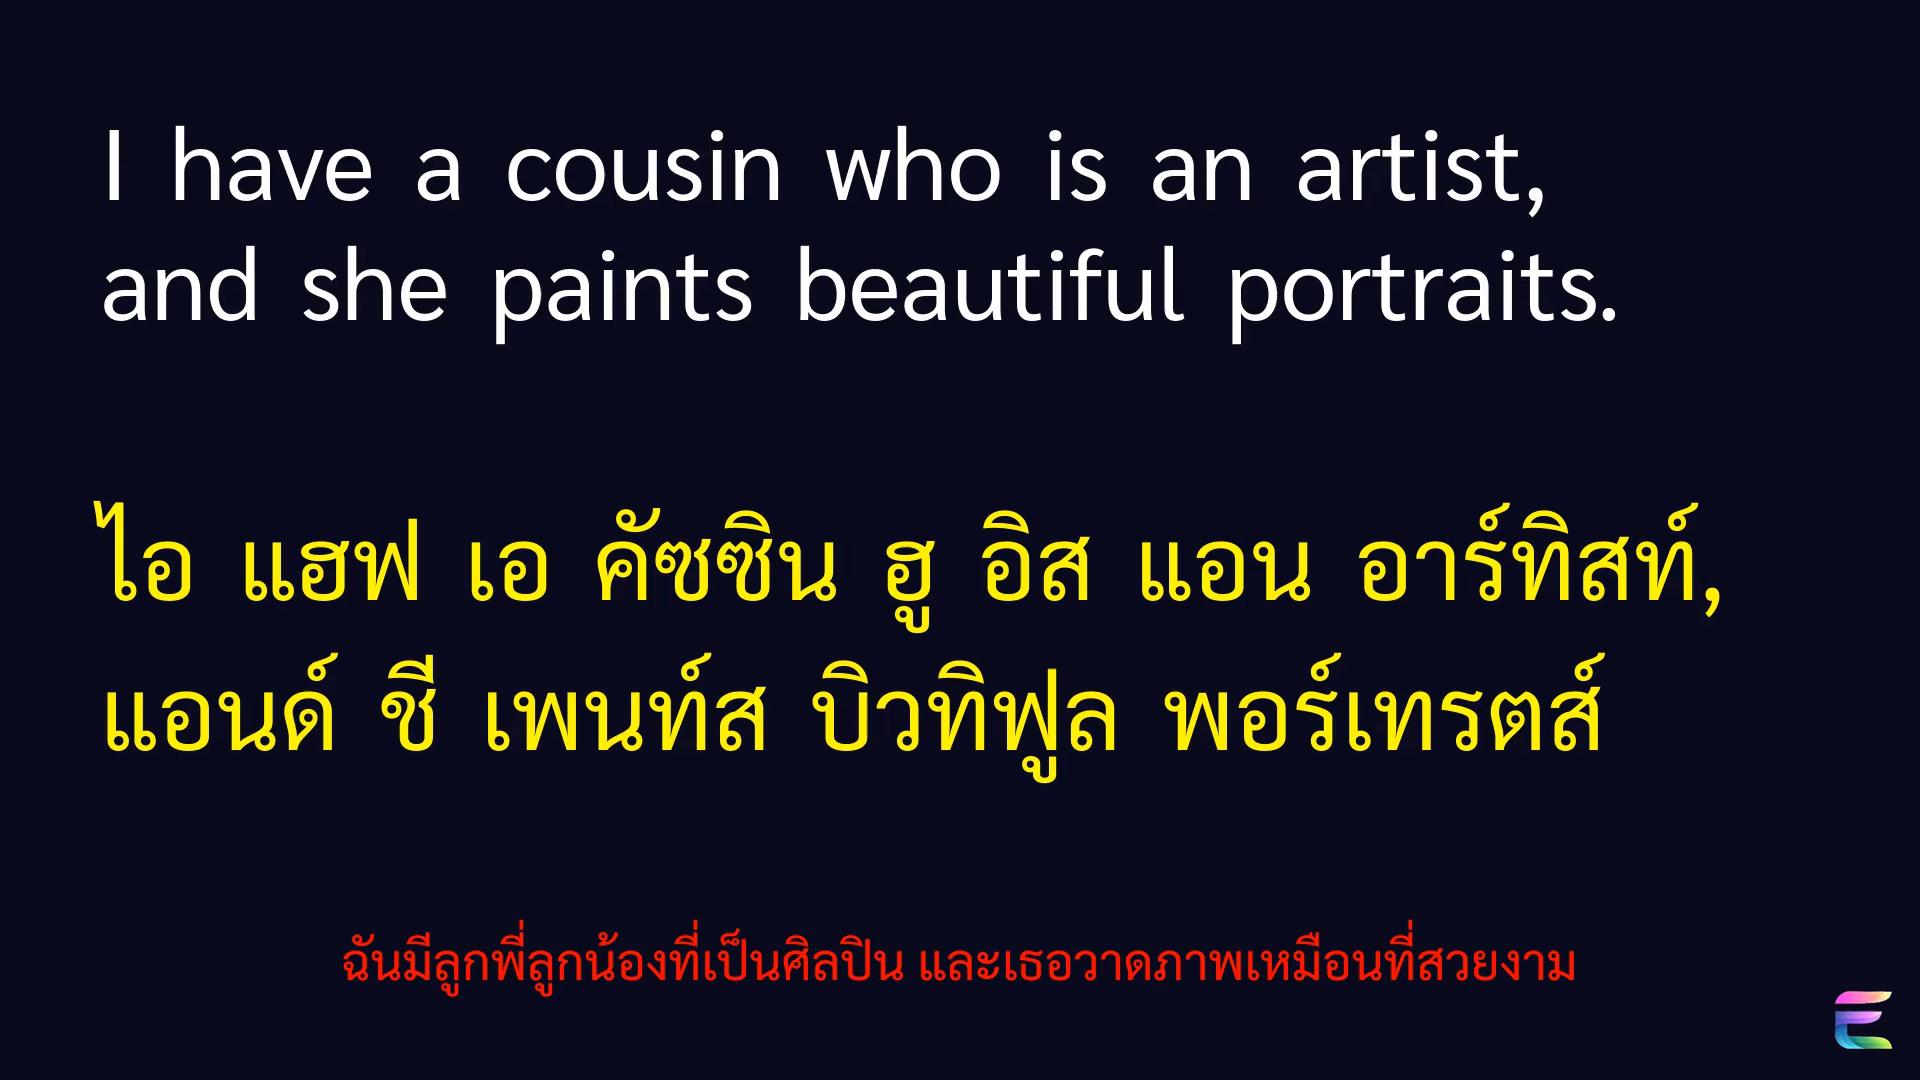 I have a cousin who is an artist,
and she paints beautiful portraits.
ไอ แฮฟ เอ คัซซิน ฮู อิส แอน อาร์ทิสท์,
แอนด์ ชี เพนท์ส บิวทิฟูล พอร์เทรตส์
ฉันมีลูกพี่ลูกน้องที่เป็นศิลปิน และเธอวาดภาพเหมือนที่สวยงาม